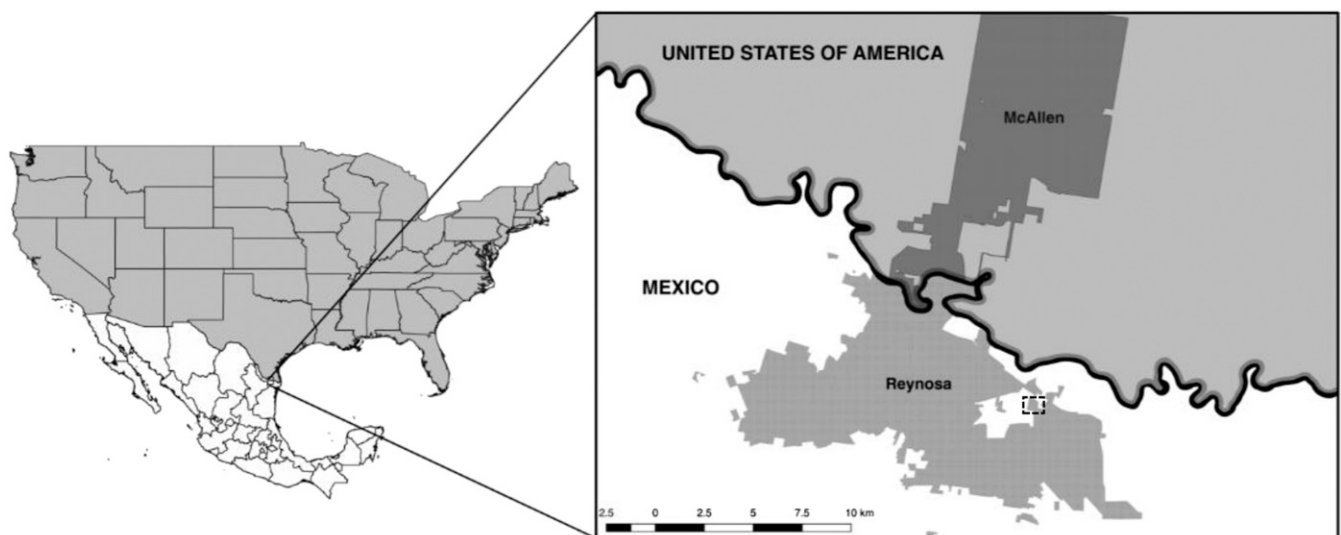 UNITED STATES OF AMERICA
McAllen
MEXICO
Reynosa
2.5 0 2.5 5 7.5 10 km